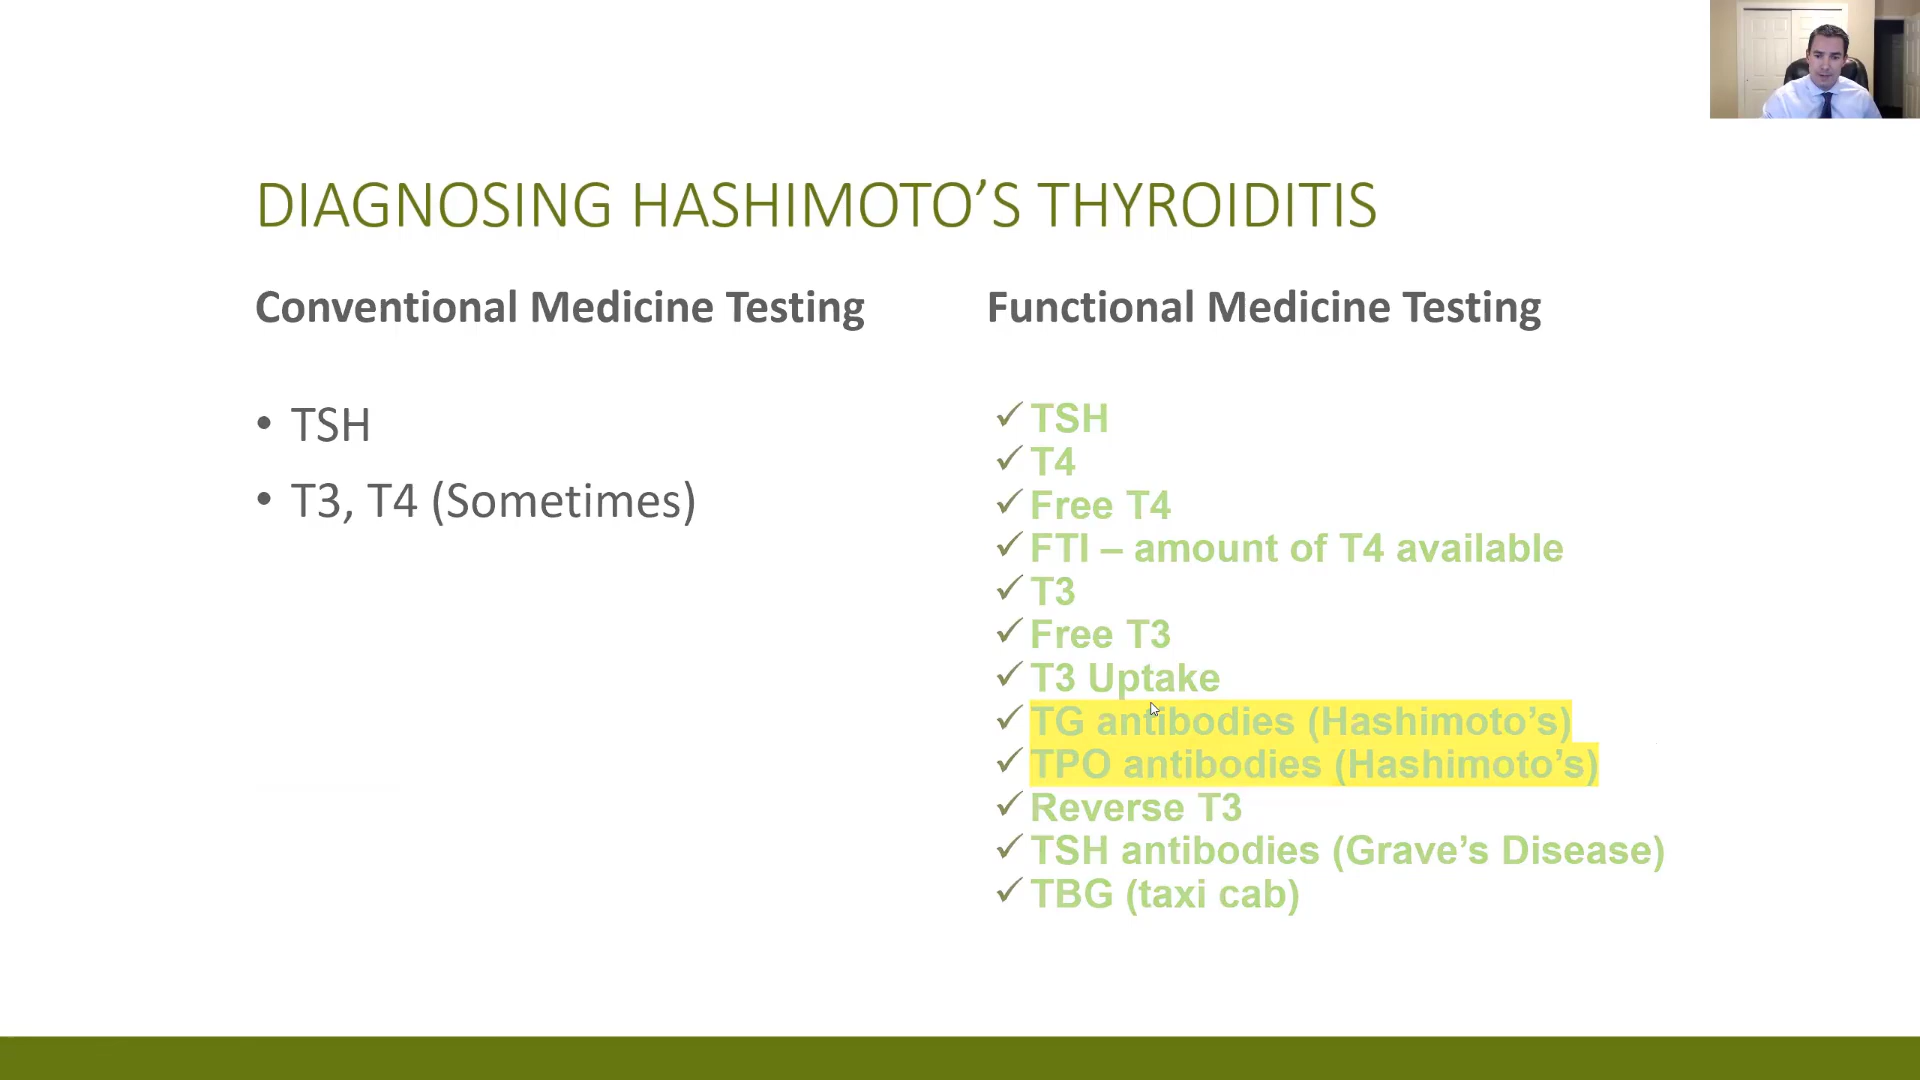 DIAGNOSING HASHIMOTO’S THYROIDITIS
Conventional Medicine Testing
• TSH
• T3, T4 (Sometimes)
Functional Medicine Testing
✓ TSH
✓ T4
✓ Free T4
✓ FTI – amount of T4 available
✓ T3
✓ Free T3
✓ T3 Uptake
✓ TG antibodies (Hashimoto’s)
✓ TPO antibodies (Hashimoto’s)
✓ Reverse T3
✓ TSH antibodies (Grave’s Disease)
✓ TBG (taxi cab)